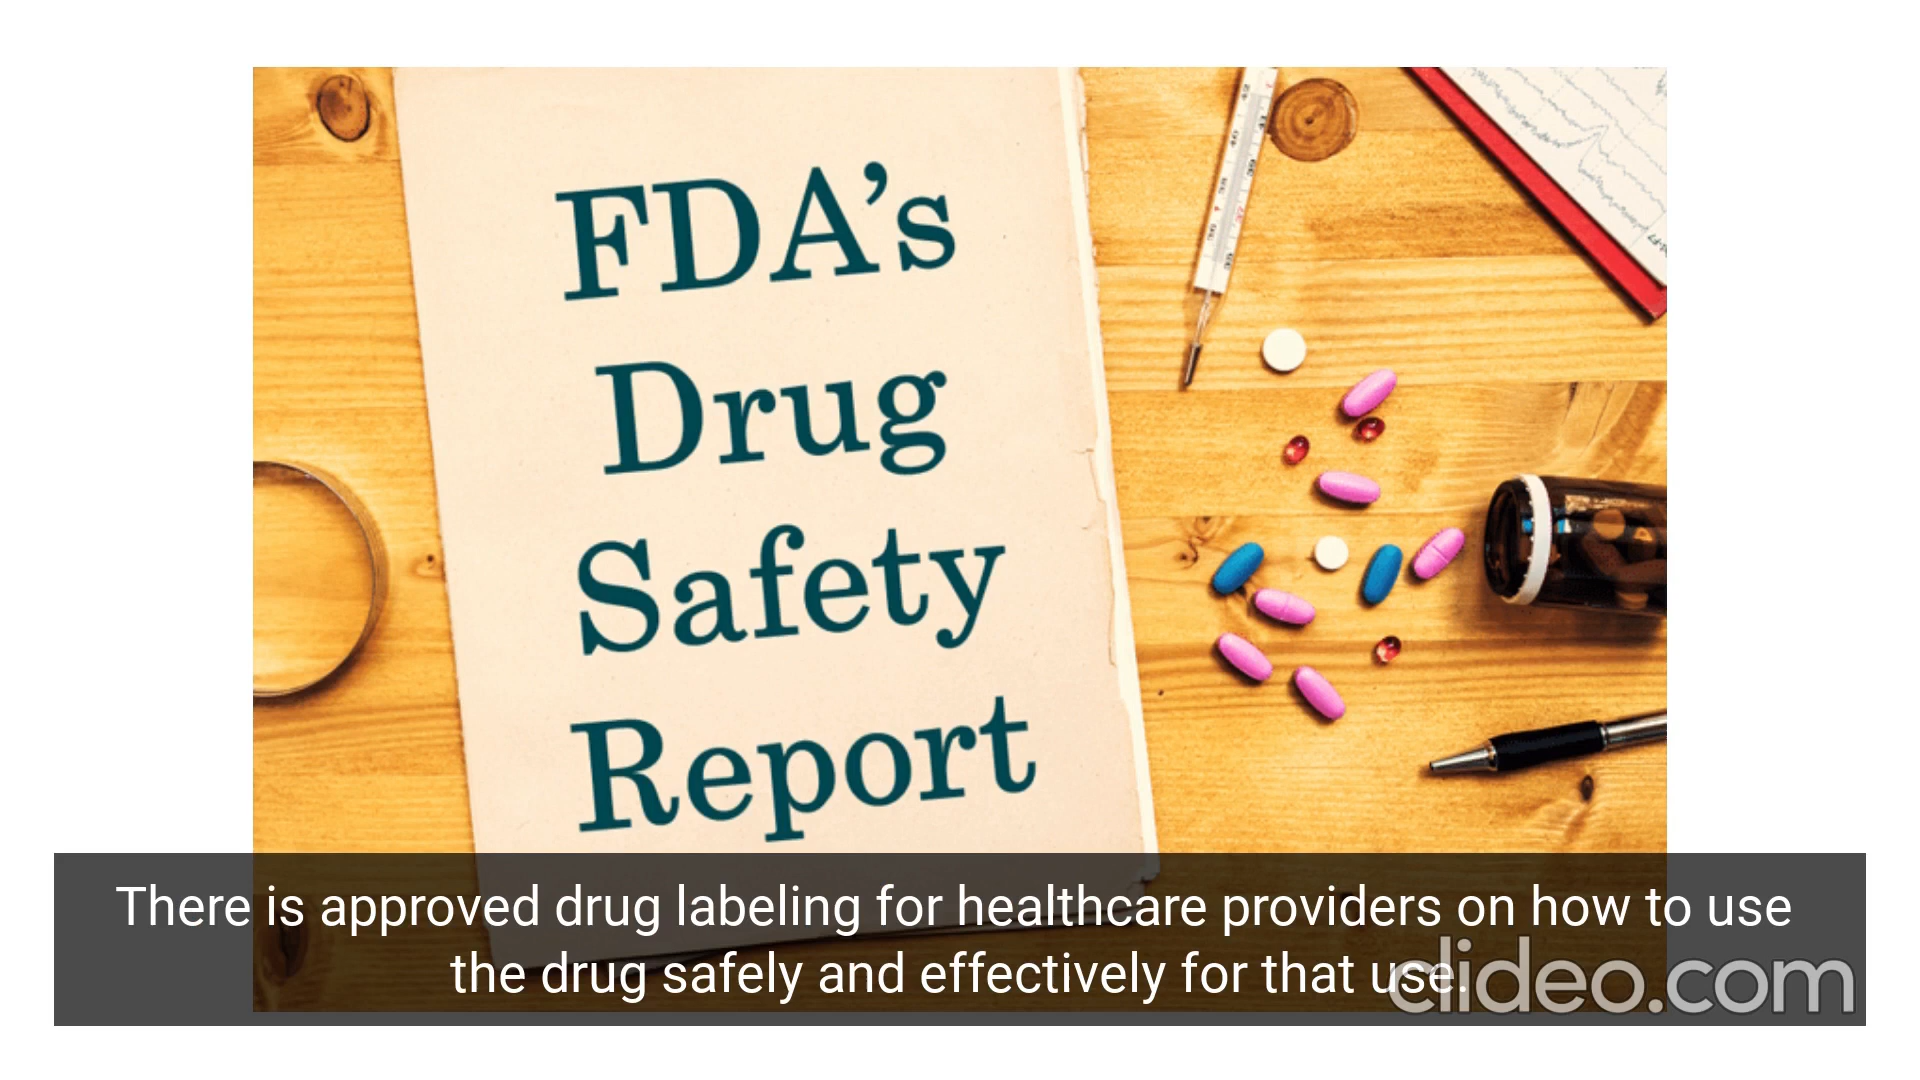 FDA's
Drug
Safety
Report
There is approved drug labeling for healthcare providers on how to use
the drug safely and effectively for that use.
clideo.com